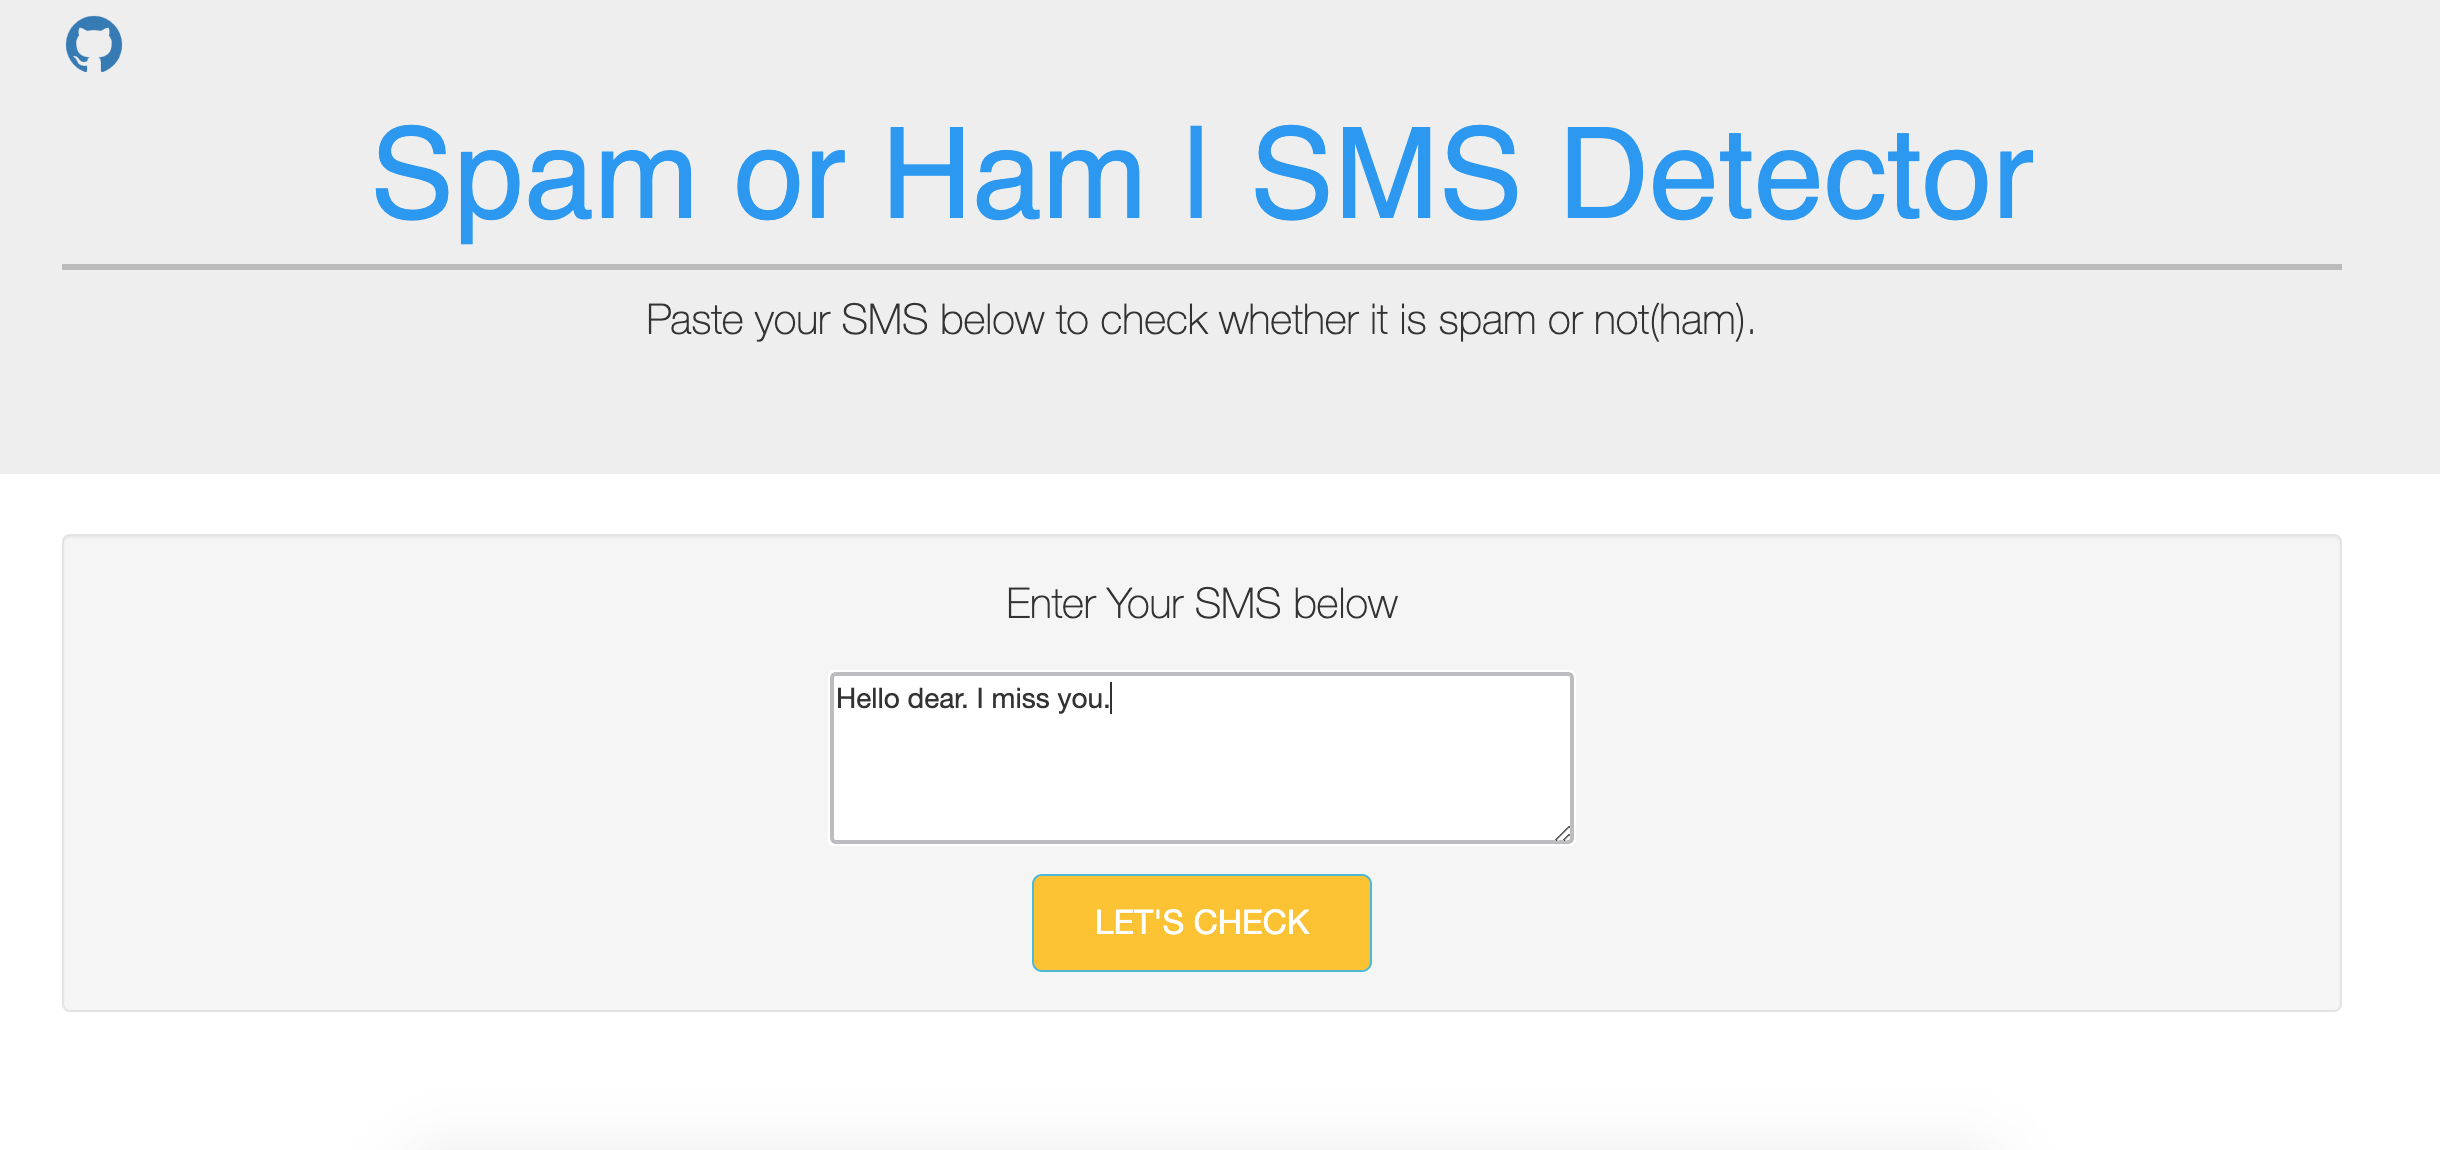 Spam or Ham | SMS Detector
Paste your SMS below to check whether it is spam or not(ham).
Enter Your SMS below
Hello dear. I miss you.
LET'S CHECK